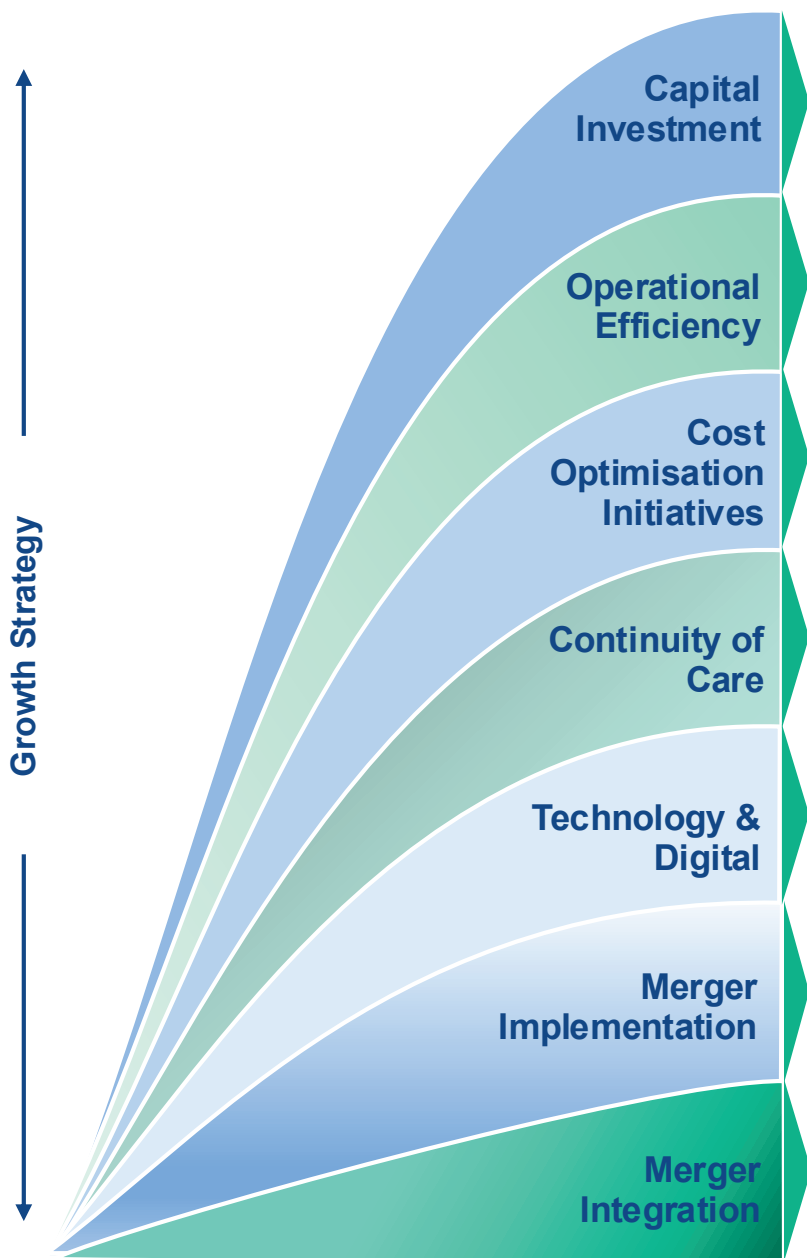 Capital
Investment
Operational
Efficiency
Cost
Optimisation
Initiatives
Growth Strategy
Continuity of
Care
Technology &
Digital
Merger
Implementation
Merger
Integration